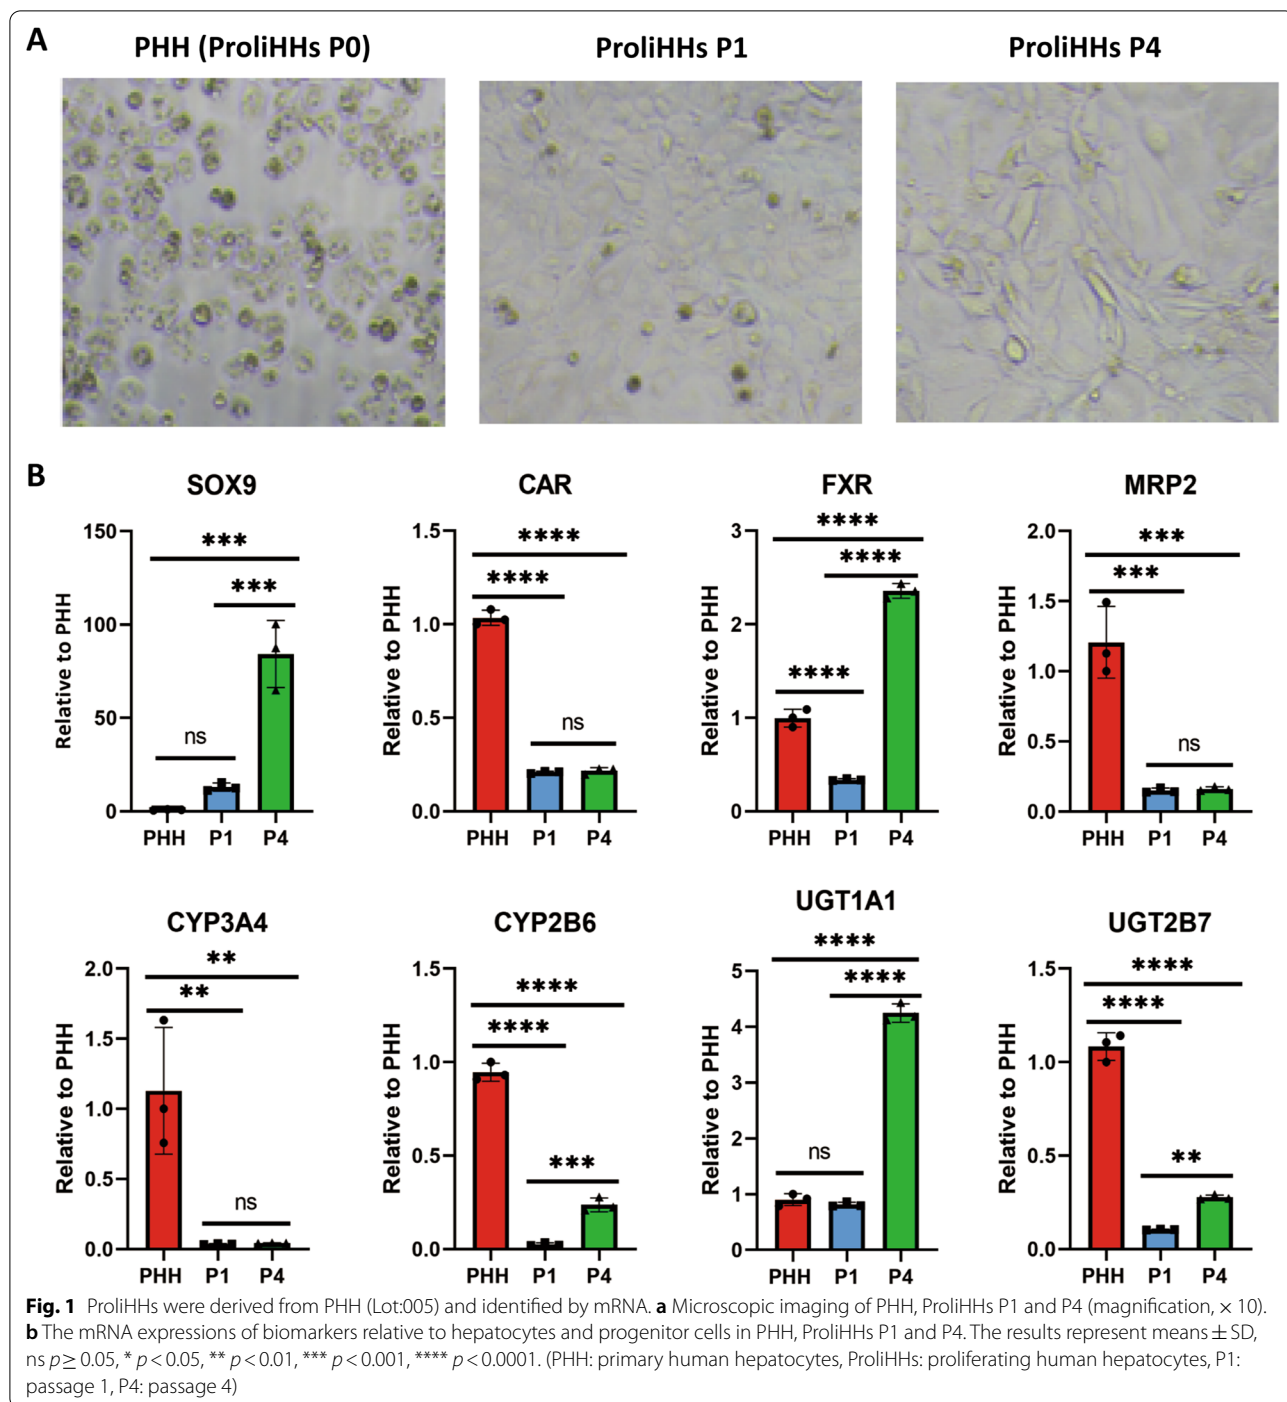 A
PHH (ProliHHs P0)
ProliHHs P1
ProliHHs P4
B
SOX9
Relative to PHH
150
100
50
0
***
***
ns
PHH P1 P4
CAR
Relative to PHH
1.5
1.0
0.5
0.0
****
****
ns
PHH P1 P4
FXR
Relative to PHH
3
2
1
0
****
****
****
PHH P1 P4
MRP2
Relative to PHH
2.0
1.5
1.0
0.5
0.0
***
***
ns
PHH P1 P4
CYP3A4
Relative to PHH
2.0
1.5
1.0
0.5
0.0
**
**
ns
PHH P1 P4
CYP2B6
Relative to PHH
1.5
1.0
0.5
0.0
****
****
***
PHH P1 P4
UGT1A1
Relative to PHH
5
4
3
2
1
0
****
****
ns
PHH P1 P4
UGT2B7
Relative to PHH
1.5
1.0
0.5
0.0
****
****
**
PHH P1 P4
Fig. 1 ProliHHs were derived from PHH (Lot:005) and identified by mRNA. a Microscopic imaging of PHH, ProliHHs P1 and P4 (magnification, × 10).
b The mRNA expressions of biomarkers relative to hepatocytes and progenitor cells in PHH, ProliHHs P1 and P4. The results represent means ± SD,
ns p ≥ 0.05, * p < 0.05, ** p < 0.01, *** p < 0.001, **** p < 0.0001. (PHH: primary human hepatocytes, ProliHHs: proliferating human hepatocytes, P1:
passage 1, P4: passage 4)